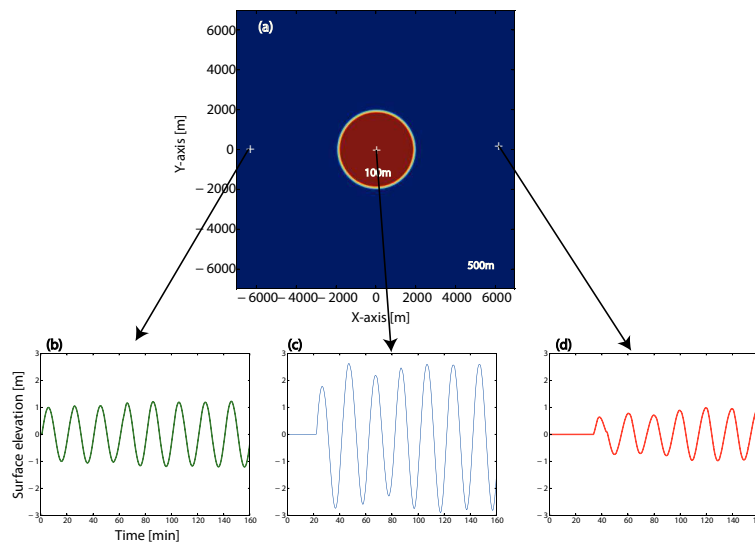 (a)
6000
4000
2000
0
−2000
−4000
−6000
Y-axis [m]
100m
500m
−6000 −4000 −2000 0 2000 4000 6000
X-axis [m]
(b)
3
2
1
0
−1
−2
−3
Surface elevation [m]
0 20 40 60 80 100 120 140 160
Time [min]
(c)
3
2
1
0
−1
−2
−3
0 20 40 60 80 100 120 140 160
(d)
3
2
1
0
−1
−2
−3
0 20 40 60 80 100 120 140 160